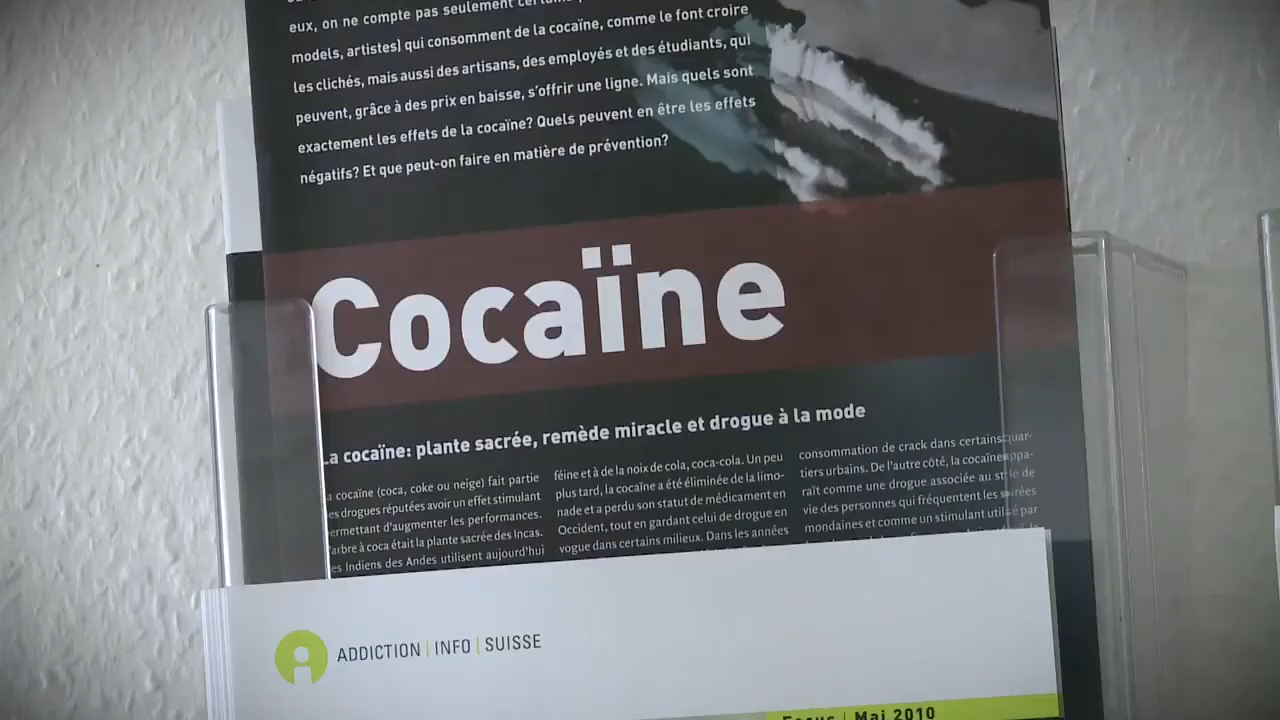 eux, on ne compte pas seulement
models, artistes) qui consomment de la cocaïne, comme le font croire
les clichés, mais aussi des artisans, des employés et des étudiants, qui
peuvent, grâce à des prix en baisse, s'offrir une ligne. Mais quels sont
exactement les effets de la cocaïne? Quels peuvent en être les effets
négatifs? Et que peut-on faire en matière de prévention?
Cocaïne
La cocaïne: plante sacrée, remède miracle et drogue à la mode
a cocaïne (coca, coke ou neige) fait partie
es drogues réputées avoir un effet stimulant
ermettant d'augmenter les performances.
'arbre à coca était la plante sacrée des Incas.
es Indiens des Andes utilisent aujourd'hui
féine et à de la noix de cola, coca-cola. Un peu
plus tard, la cocaïne a été éliminée de la limo-
nade et a perdu son statut de médicament en
Occident, tout en gardant celui de drogue en
vogue dans certains milieux. Dans les années
consommation de crack dans certains quar-
tiers urbains. De l'autre côté, la cocaïne appa-
raît comme une drogue associée au style de
vie des personnes qui fréquentent les soirées
mondaines et comme un stimulant utilisé par
ADDICTION | INFO | SUISSE
Focus | Mai 2010